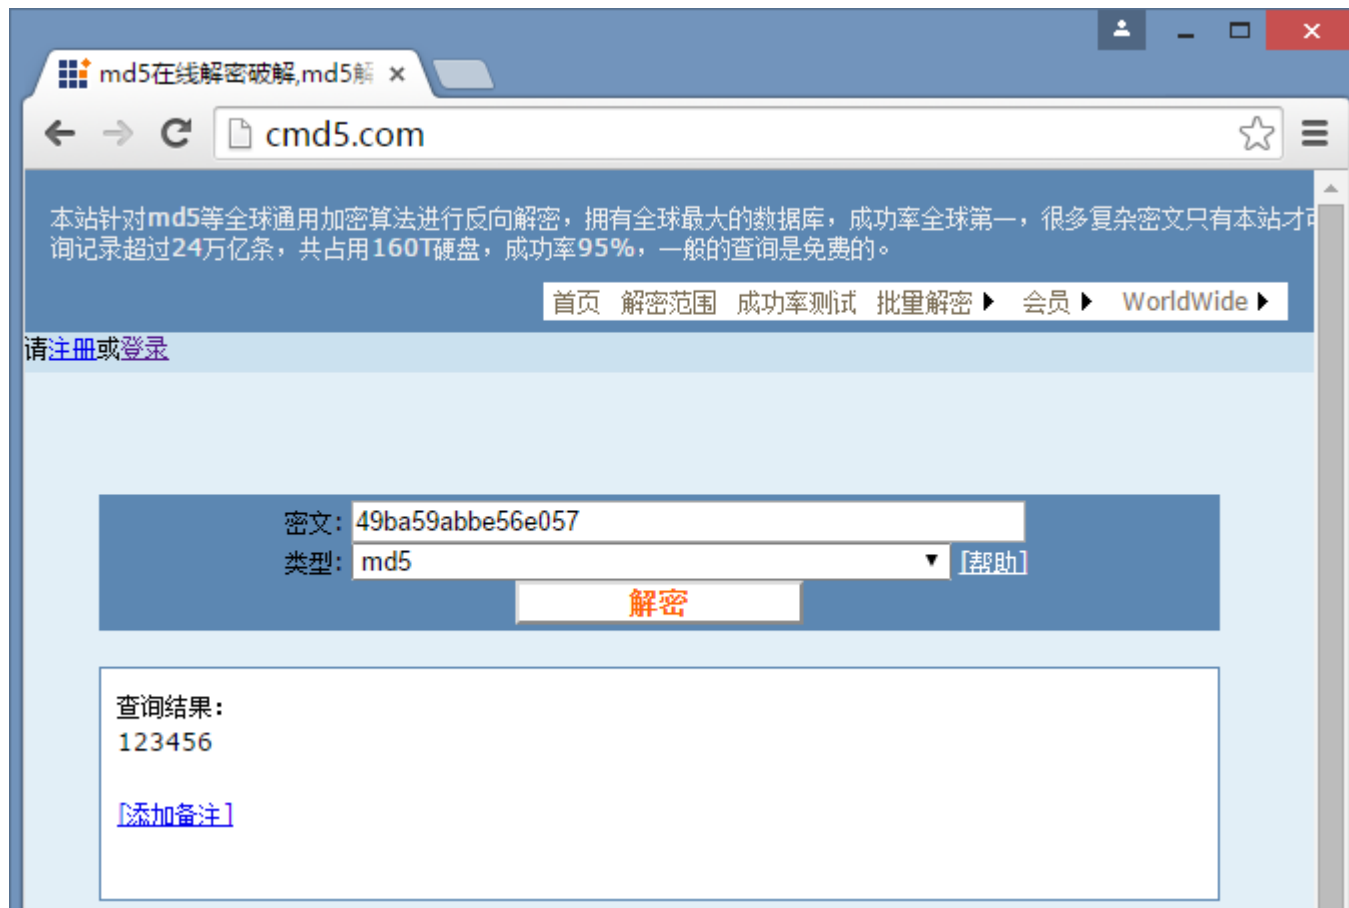 md5在线解密破解,md5解
cmd5.com
本站针对md5等全球通用加密算法进行反向解密，拥有全球最大的数据库，成功率全球第一，很多复杂密文只有本站才
询记录超过24万亿条，共占用160T硬盘，成功率95%，一般的查询是免费的。
首页 解密范围 成功率测试 批量解密 会员 WorldWide
请注册或登录
密文: 49ba59abbe56e057
类型: md5 [帮助]
解密
查询结果:
123456
[添加备注]